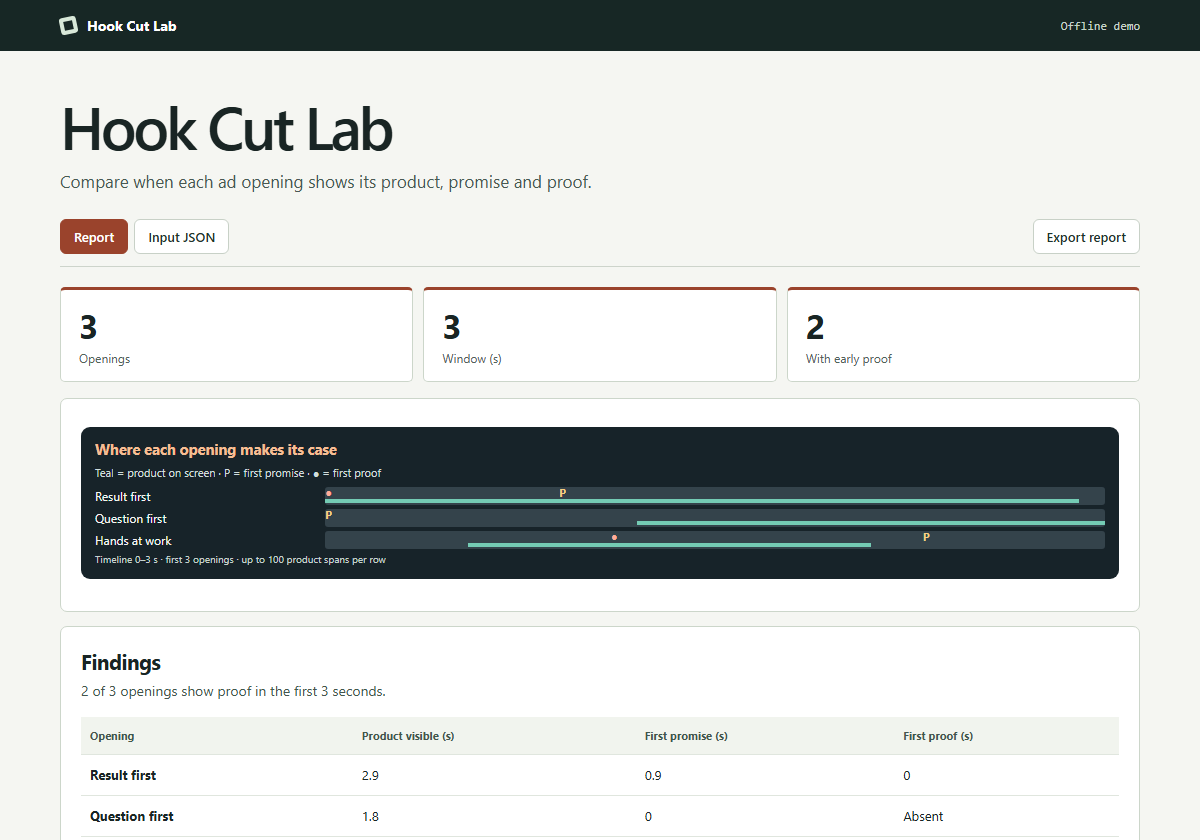 Hook Cut Lab
Offline demo
Hook Cut Lab
Compare when each ad opening shows its product, promise and proof.
Report
Input JSON
Export report
3
Openings
3
Window (s)
2
With early proof
Where each opening makes its case
Teal = product on screen · P = first promise · ● = first proof
Result first
P
Question first
P
Hands at work
P
Timeline 0–3 s · first 3 openings · up to 100 product spans per row
Findings
2 of 3 openings show proof in the first 3 seconds.
Opening Product visible (s) First promise (s) First proof (s)
Result first 2.9 0.9 0
Question first 1.8 0 Absent